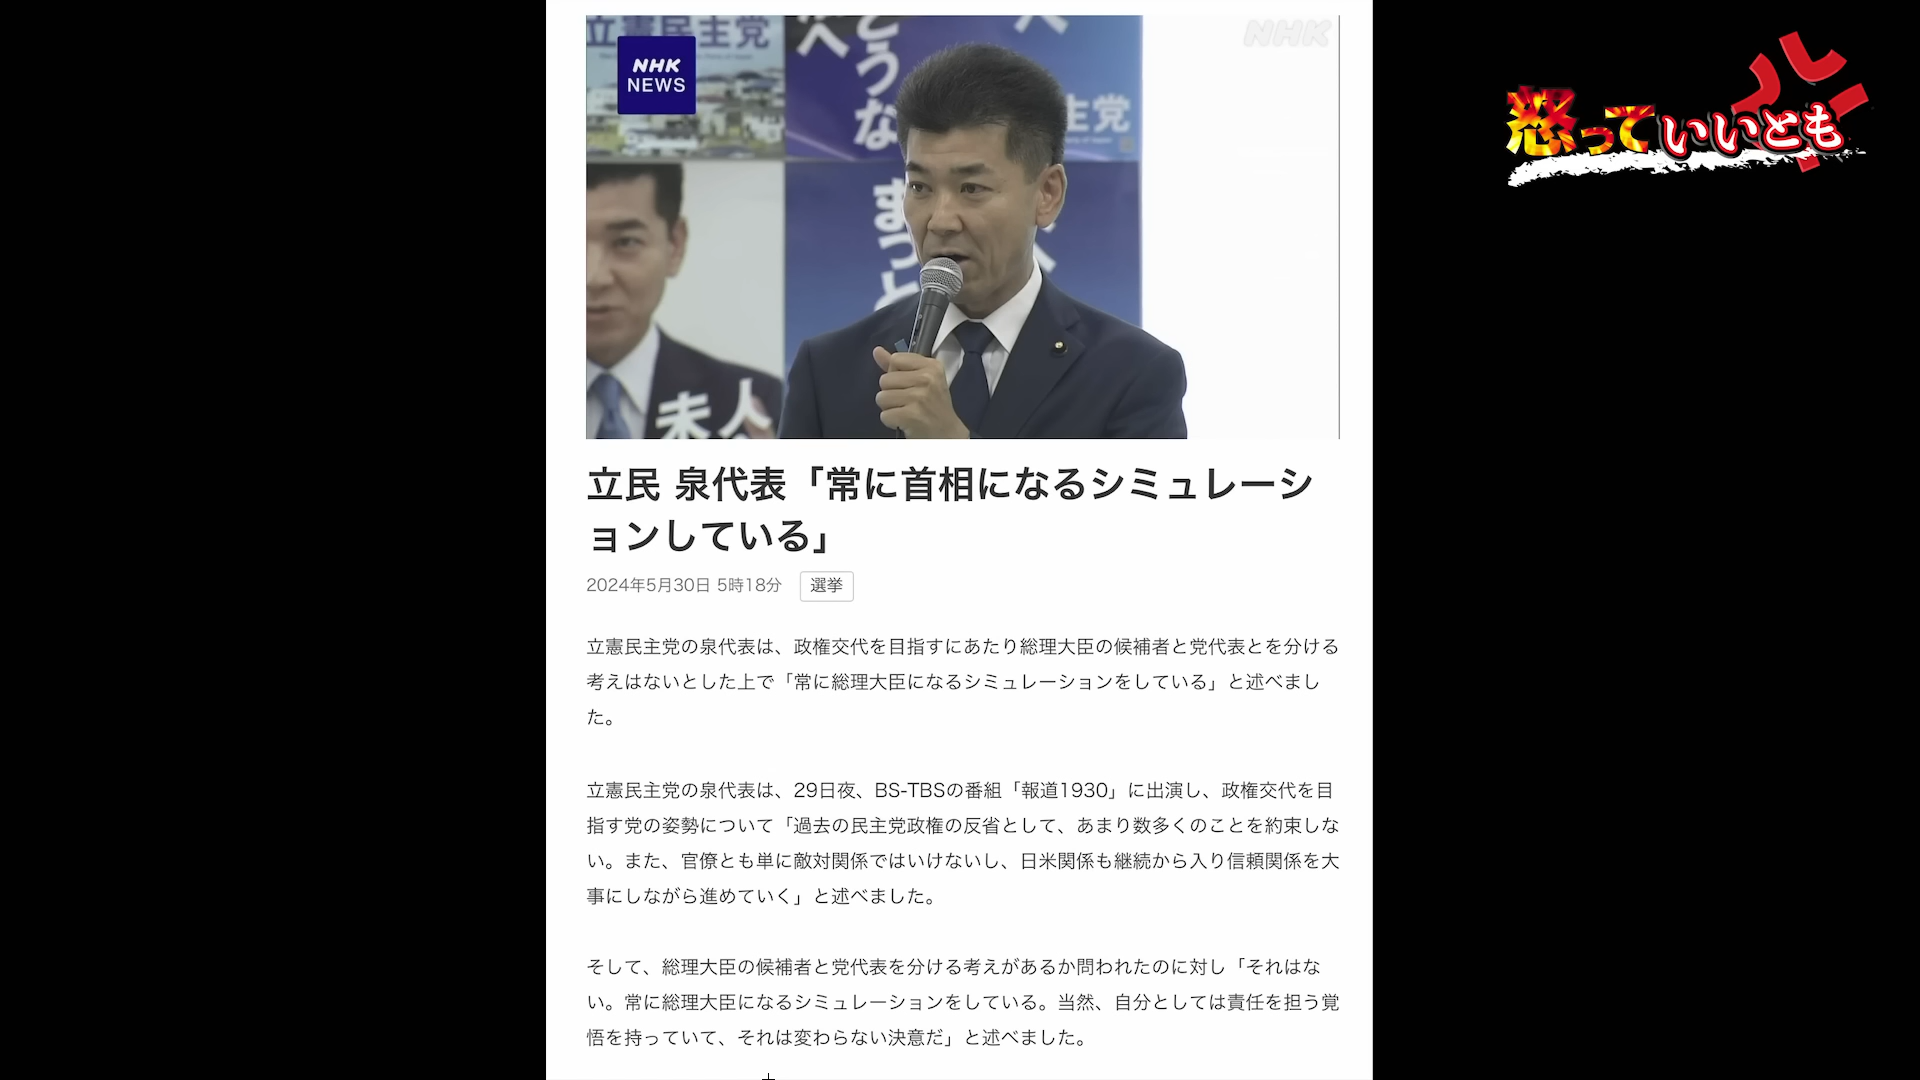 立憲民主党
NHK
NEWS
NHK
どうな
へ
主党
まっと
未
人
怒っていいとも
立民 泉代表「常に首相になるシミュレーシ
ョンしている」
2024年5月30日 5時18分
選挙
立憲民主党の泉代表は、政権交代を目指すにあたり総理大臣の候補者と党代表とを分ける
考えはないとした上で「常に総理大臣になるシミュレーションをしている」と述べまし
た。
立憲民主党の泉代表は、29日夜、BS-TBSの番組「報道1930」に出演し、政権交代を目
指す党の姿勢について「過去の民主党政権の反省として、あまり数多くのことを約束しな
い。また、官僚とも単に敵対関係ではいけないし、日米関係も継続から入り信頼関係を大
事にしながら進めていく」と述べました。
そして、総理大臣の候補者と党代表を分ける考えがあるか問われたのに対し「それはな
い。常に総理大臣になるシミュレーションをしている。当然、自分としては責任を担う覚
悟を持っていて、それは変わらない決意だ」と述べました。